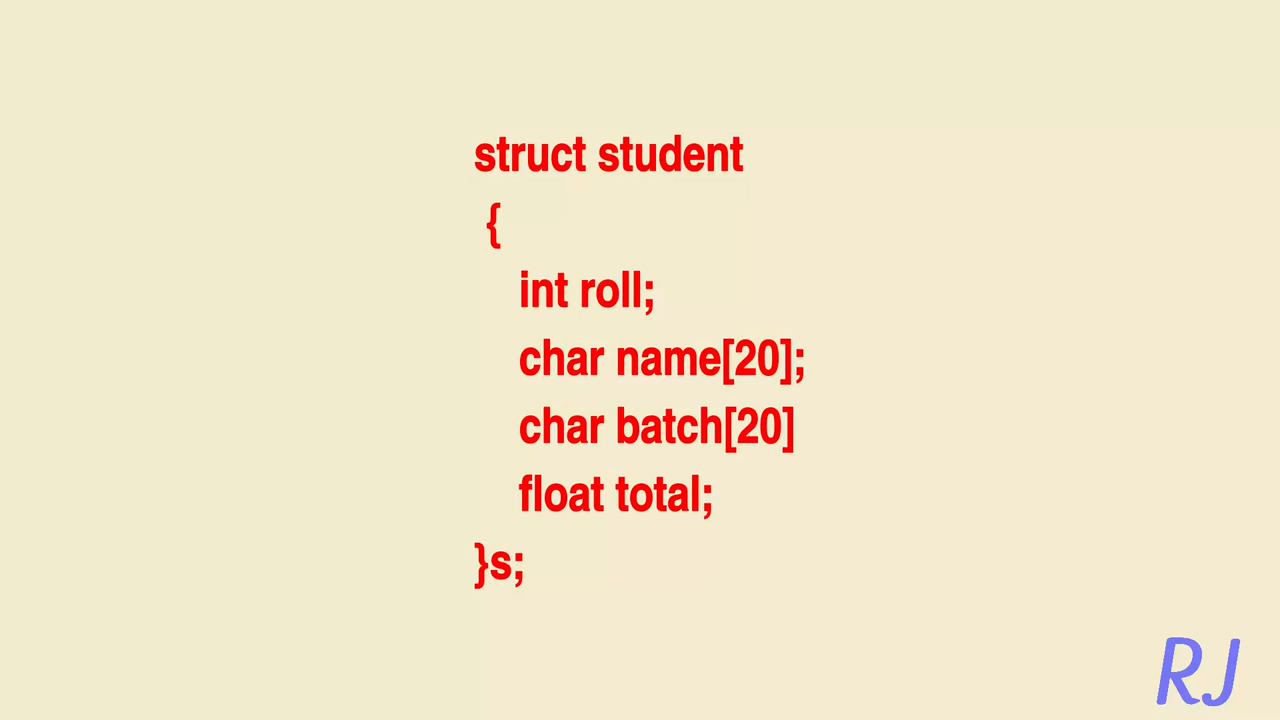 struct student
{
int roll;
char name[20];
char batch[20]
float total;
}s;
RJ